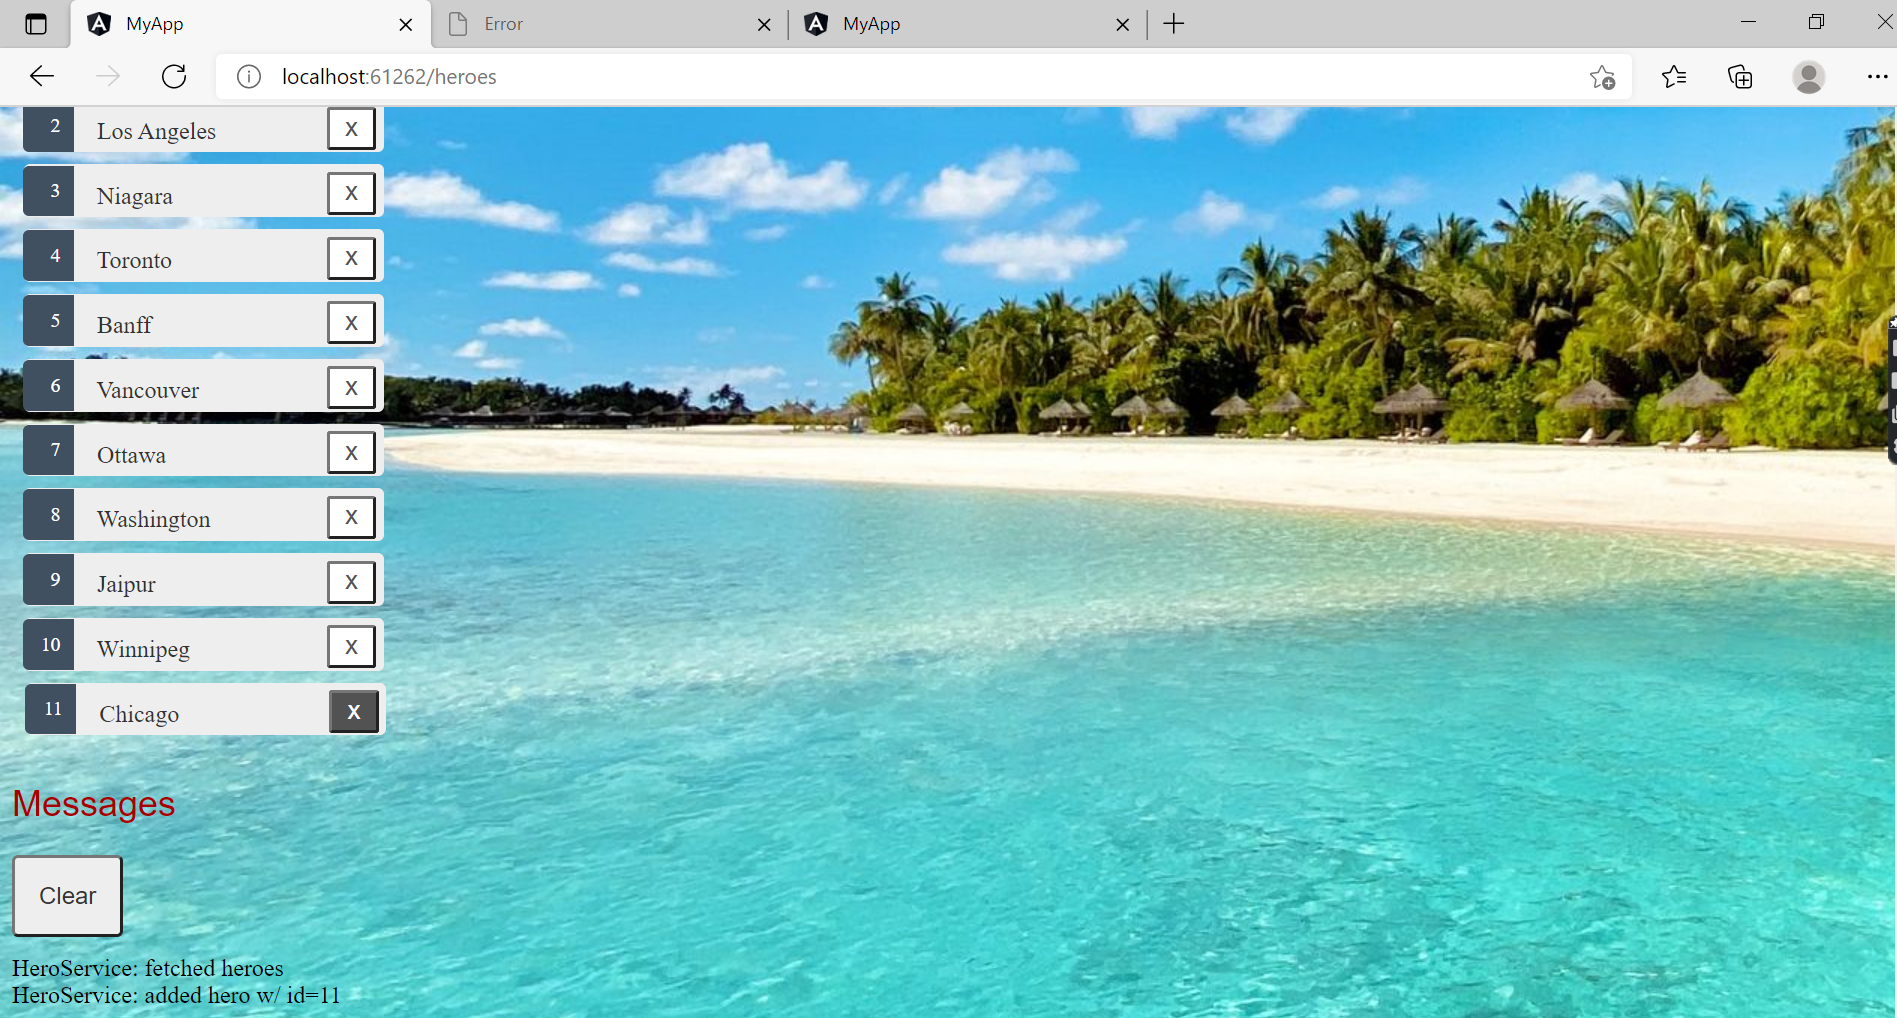 MyApp
Error
MyApp
localhost:61262/heroes
2 Los Angeles X
3 Niagara X
4 Toronto X
5 Banff X
6 Vancouver X
7 Ottawa X
8 Washington X
9 Jaipur X
10 Winnipeg X
11 Chicago X
Messages
Clear
HeroService: fetched heroes
HeroService: added hero w/ id=11